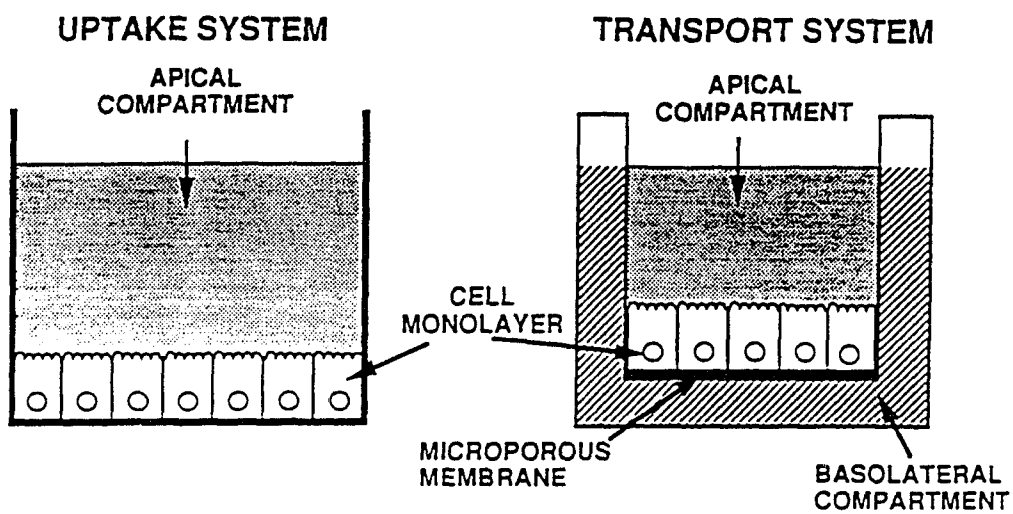 UPTAKE SYSTEM
APICAL
COMPARTMENT
TRANSPORT SYSTEM
APICAL
COMPARTMENT
CELL
MONOLAYER
MICROPOROUS
MEMBRANE
BASOLATERAL
COMPARTMENT